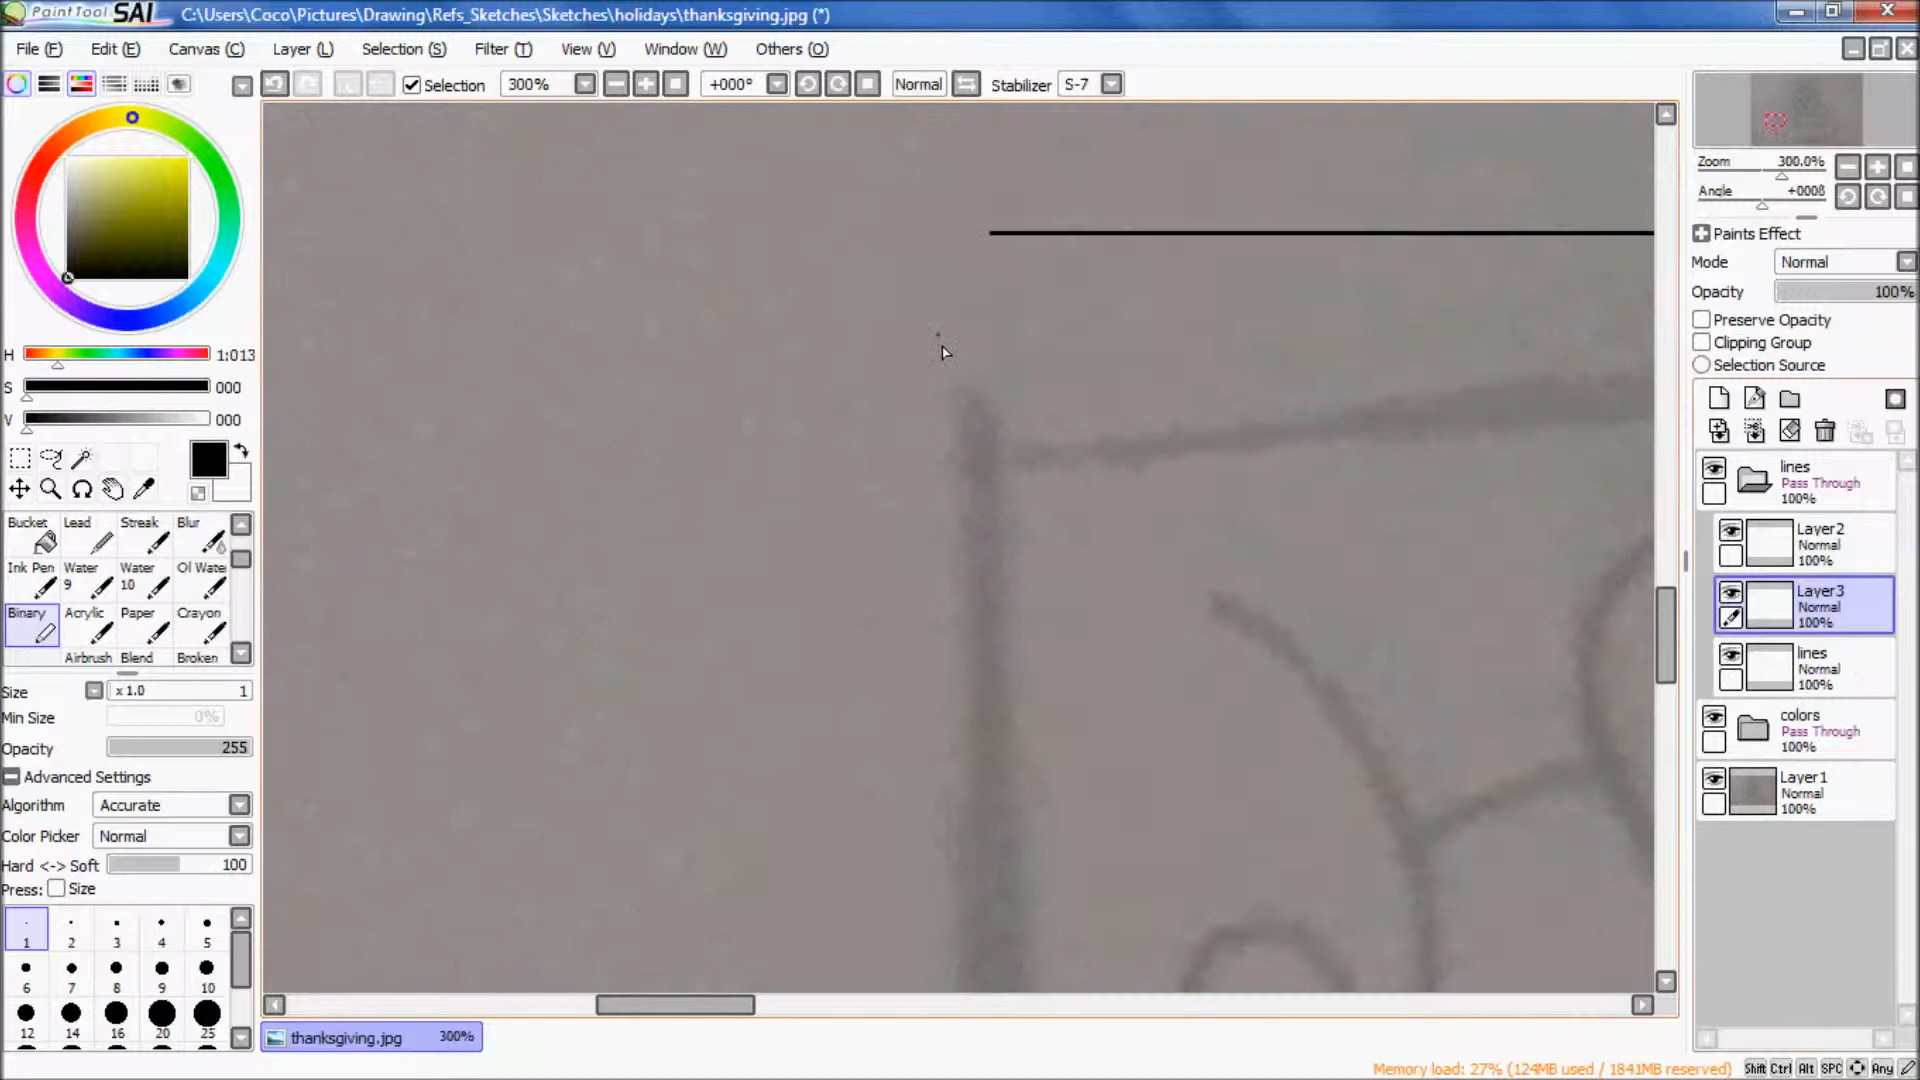 PaintTool SAI C:\Users\Coco\Pictures\Drawing\Refs_Sketches\Sketches\holidays\thanksgiving.jpg (*)
File (F) Edit (E) Canvas (C) Layer (L) Selection (S) Filter (T) View (V) Window (W) Others (O)
Selection 300% +000° Normal Stabilizer S-7
Zoom 300.0%
Angle +000ß
Paints Effect
Mode Normal
Opacity 100%
Preserve Opacity
Clipping Group
Selection Source
H 1:013
S 000
V 000
Bucket Lead Streak Blur
Ink Pen Water 9 Water 10 Ol Wate
Binary Acrylic Paper Crayon
Airbrush Blend Broken
Size x 1.0 1
Min Size 0%
Opacity 255
Advanced Settings
Algorithm Accurate
Color Picker Normal
Hard <-> Soft 100
Press: Size
1 2 3 4 5
6 7 8 9 10
12 14 16 20 25
lines
Pass Through
100%
Layer2
Normal
100%
Layer3
Normal
100%
lines
Normal
100%
colors
Pass Through
100%
Layer1
Normal
100%
thanksgiving.jpg 300%
Memory load: 27% (124MB used / 1841MB reserved) Shift Ctrl Alt SPC Any